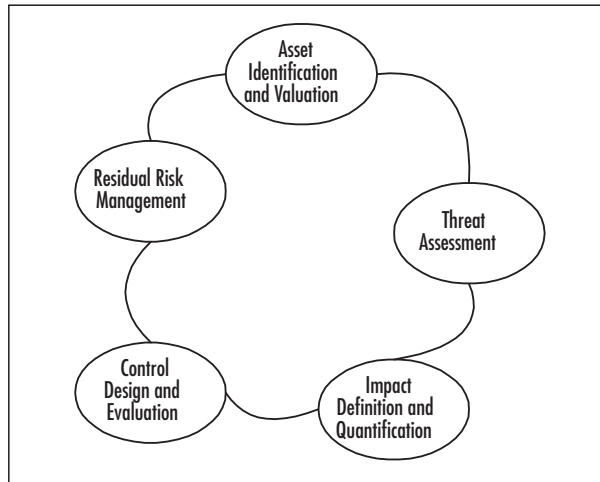 Asset
Identification
and Valuation
Threat
Assessment
Impact
Definition and
Quantification
Control
Design and
Evaluation
Residual Risk
Management